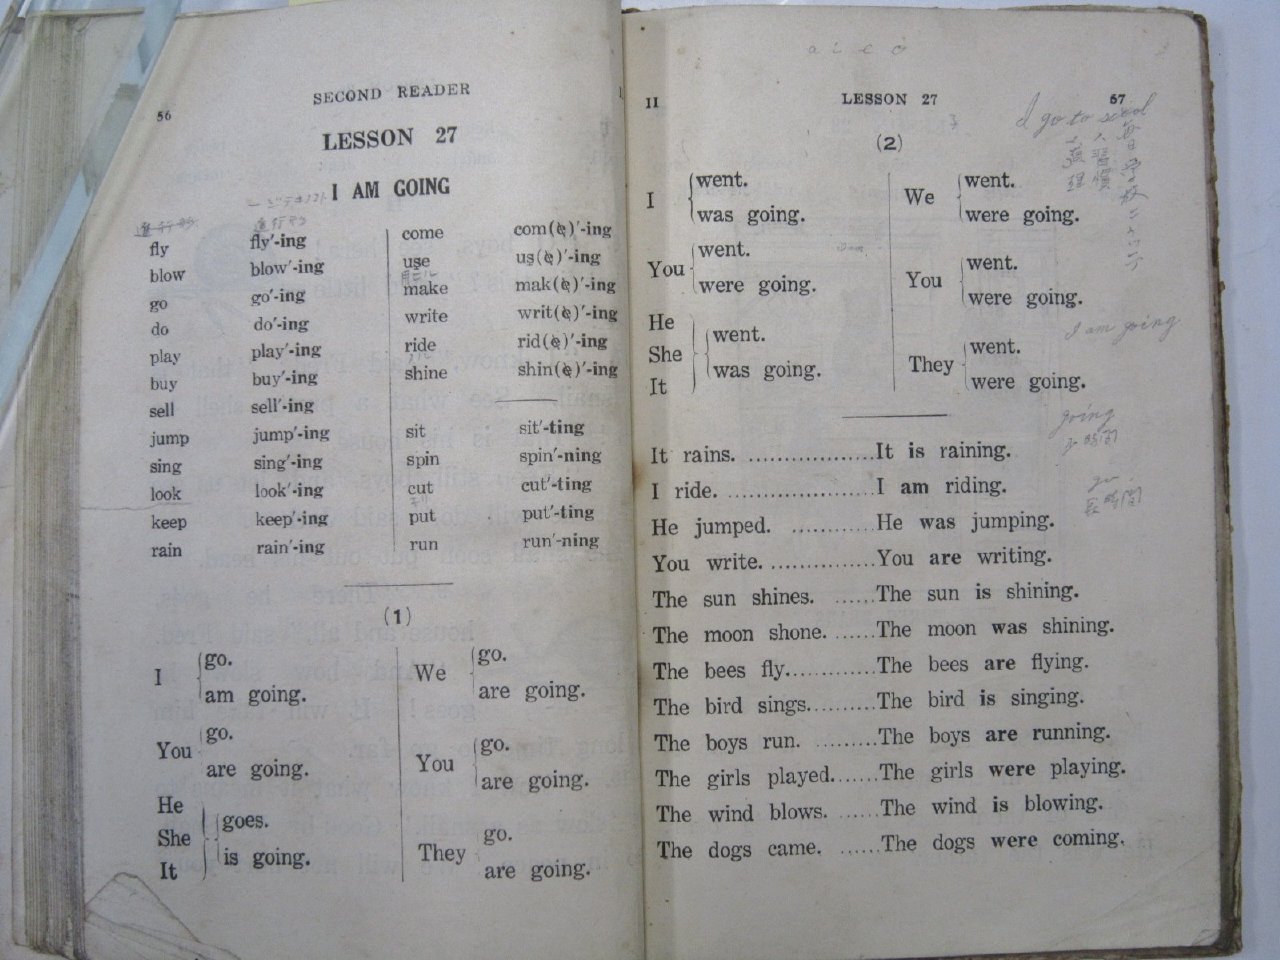 56
SECOND READER
LESSON 27
I AM GOING
進行形
fly fly'-ing
blow blow'-ing
go go'-ing
do do'-ing
play play'-ing
buy buy'-ing
sell sell'-ing
jump jump'-ing
sing sing'-ing
look look'-ing
keep keep'-ing
rain rain'-ing
come com(e)'-ing
use us(e)'-ing
make mak(e)'-ing
write writ(e)'-ing
ride rid(e)'-ing
shine shin(e)'-ing
sit sit'-ting
spin spin'-ning
cut cut'-ting
put put'-ting
run run'-ning
(1)
I
go.
am going.
You
go.
are going.
He
She
It
goes.
is going.
We
go.
are going.
You
go.
are going.
They
go.
are going.
II
LESSON 27
57
I go to scool
(2)
I
went.
was going.
You
went.
were going.
He
She
It
went.
was going.
We
went.
were going.
You
went.
were going.
They
went.
were going.
I am going
going
go
It rains. ..................It is raining.
I ride. .....................I am riding.
He jumped. ............He was jumping.
You write. ...............You are writing.
The sun shines. ......The sun is shining.
The moon shone. ......The moon was shining.
The bees fly.............The bees are flying.
The bird sings..........The bird is singing.
The boys run. .........The boys are running.
The girls played.......The girls were playing.
The wind blows. ......The wind is blowing.
The dogs came. ......The dogs were coming.